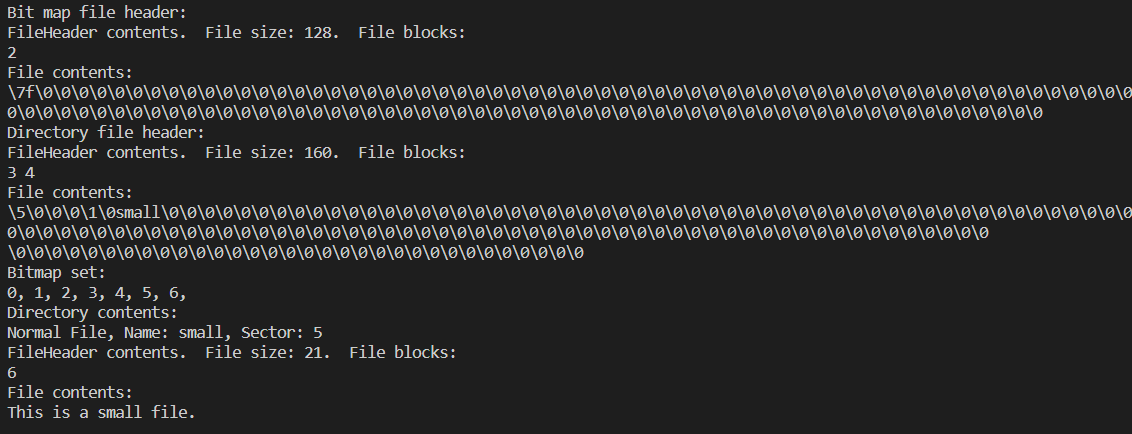 Bit map file header:
FileHeader contents.  File size: 128.  File blocks:
2
File contents:
\7f\0\0\0\0\0\0\0\0\0\0\0\0\0\0\0\0\0\0\0\0\0\0\0\0\0\0\0\0\0\0\0\0\0\0\0\0\0\0\0\0\0\0\0\0\0\0\0\0\0\0\0\0\0\0\0\0\0\0\0\0\0
0\0\0\0\0\0\0\0\0\0\0\0\0\0\0\0\0\0\0\0\0\0\0\0\0\0\0\0\0\0\0\0\0\0\0\0\0\0\0\0\0\0\0\0\0\0\0\0\0\0\0\0\0\0\0\0\0\0
Directory file header:
FileHeader contents.  File size: 160.  File blocks:
3 4
File contents:
\5\0\0\0\1\0small\0\0\0\0\0\0\0\0\0\0\0\0\0\0\0\0\0\0\0\0\0\0\0\0\0\0\0\0\0\0\0\0\0\0\0\0\0\0\0\0\0\0\0\0\0\0\0\0\0\0\0\0\0\0
0\0\0\0\0\0\0\0\0\0\0\0\0\0\0\0\0\0\0\0\0\0\0\0\0\0\0\0\0\0\0\0\0\0\0\0\0\0\0\0\0\0\0\0\0\0\0\0\0\0\0\0\0\0\0
\0\0\0\0\0\0\0\0\0\0\0\0\0\0\0\0\0\0\0\0\0\0\0\0\0\0\0\0\0\0\0\0
Bitmap set:
0, 1, 2, 3, 4, 5, 6,
Directory contents:
Normal File, Name: small, Sector: 5
FileHeader contents.  File size: 21.  File blocks:
6
File contents:
This is a small file.